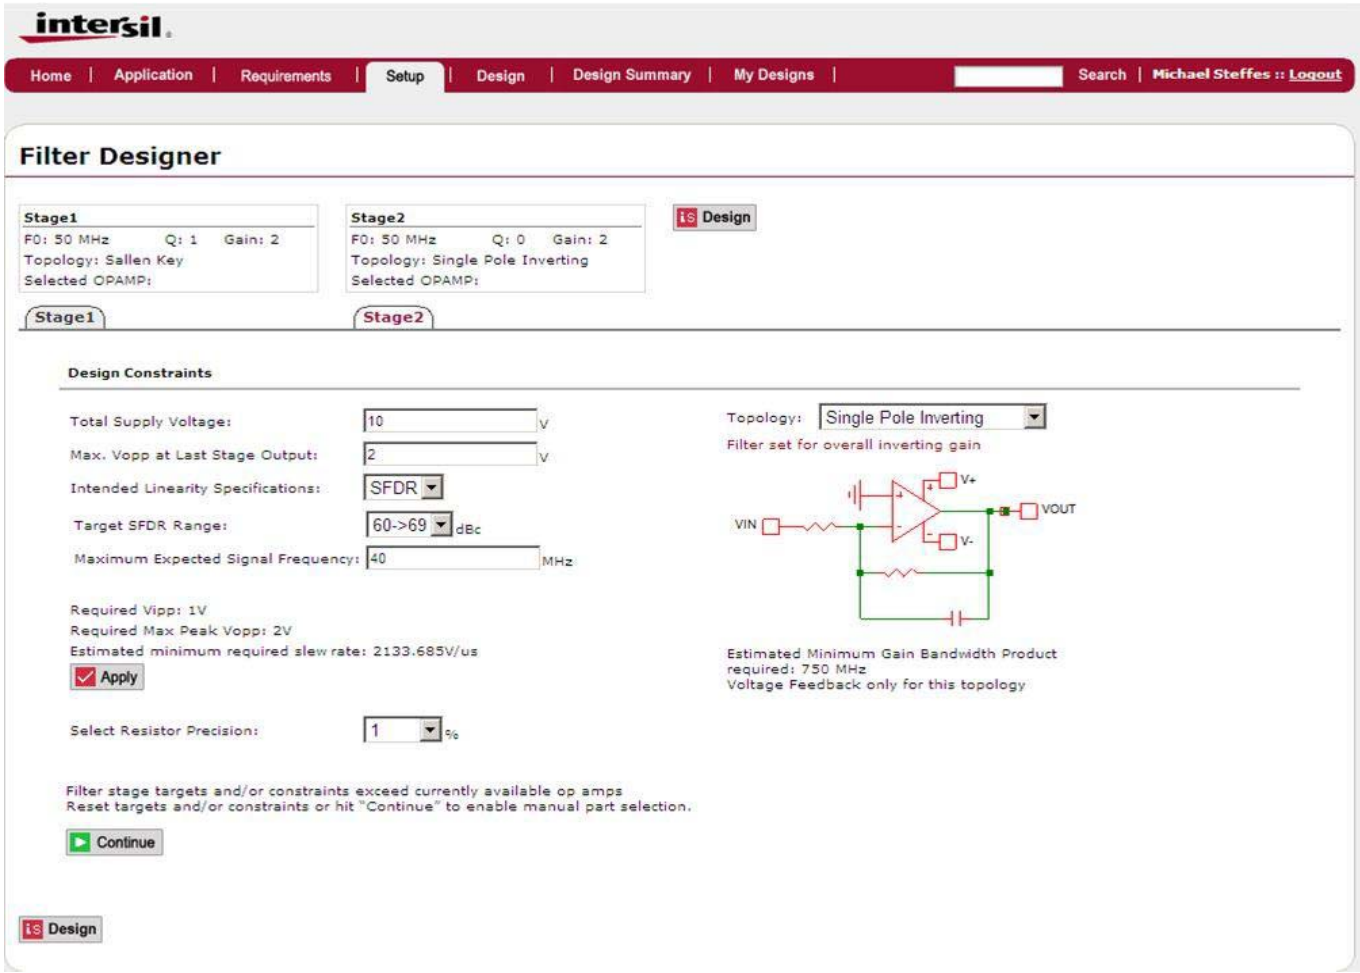 intersil.
Home | Application | Requirements | Setup | Design | Design Summary | My Designs | Search | Michael Steffes :: Logout
Filter Designer
Stage1
F0: 50 MHz Q: 1 Gain: 2
Topology: Sallen Key
Selected OPAMP:
Stage2
F0: 50 MHz Q: 0 Gain: 2
Topology: Single Pole Inverting
Selected OPAMP:
is Design
Stage1 Stage2
Design Constraints
Total Supply Voltage: 10 V
Max. Vopp at Last Stage Output: 2 V
Intended Linearity Specifications: SFDR
Target SFDR Range: 60->69 dBc
Maximum Expected Signal Frequency: 40 MHz
Required Vipp: 1V
Required Max Peak Vopp: 2V
Estimated minimum required slew rate: 2133.685V/us
Apply
Select Resistor Precision: 1 %
Filter stage targets and/or constraints exceed currently available op amps
Reset targets and/or constraints or hit "Continue" to enable manual part selection.
Continue
Topology: Single Pole Inverting
Filter set for overall inverting gain
V+
+
+
VIN
VOUT
-
-
V-
Estimated Minimum Gain Bandwidth Product
required: 750 MHz
Voltage Feedback only for this topology
is Design